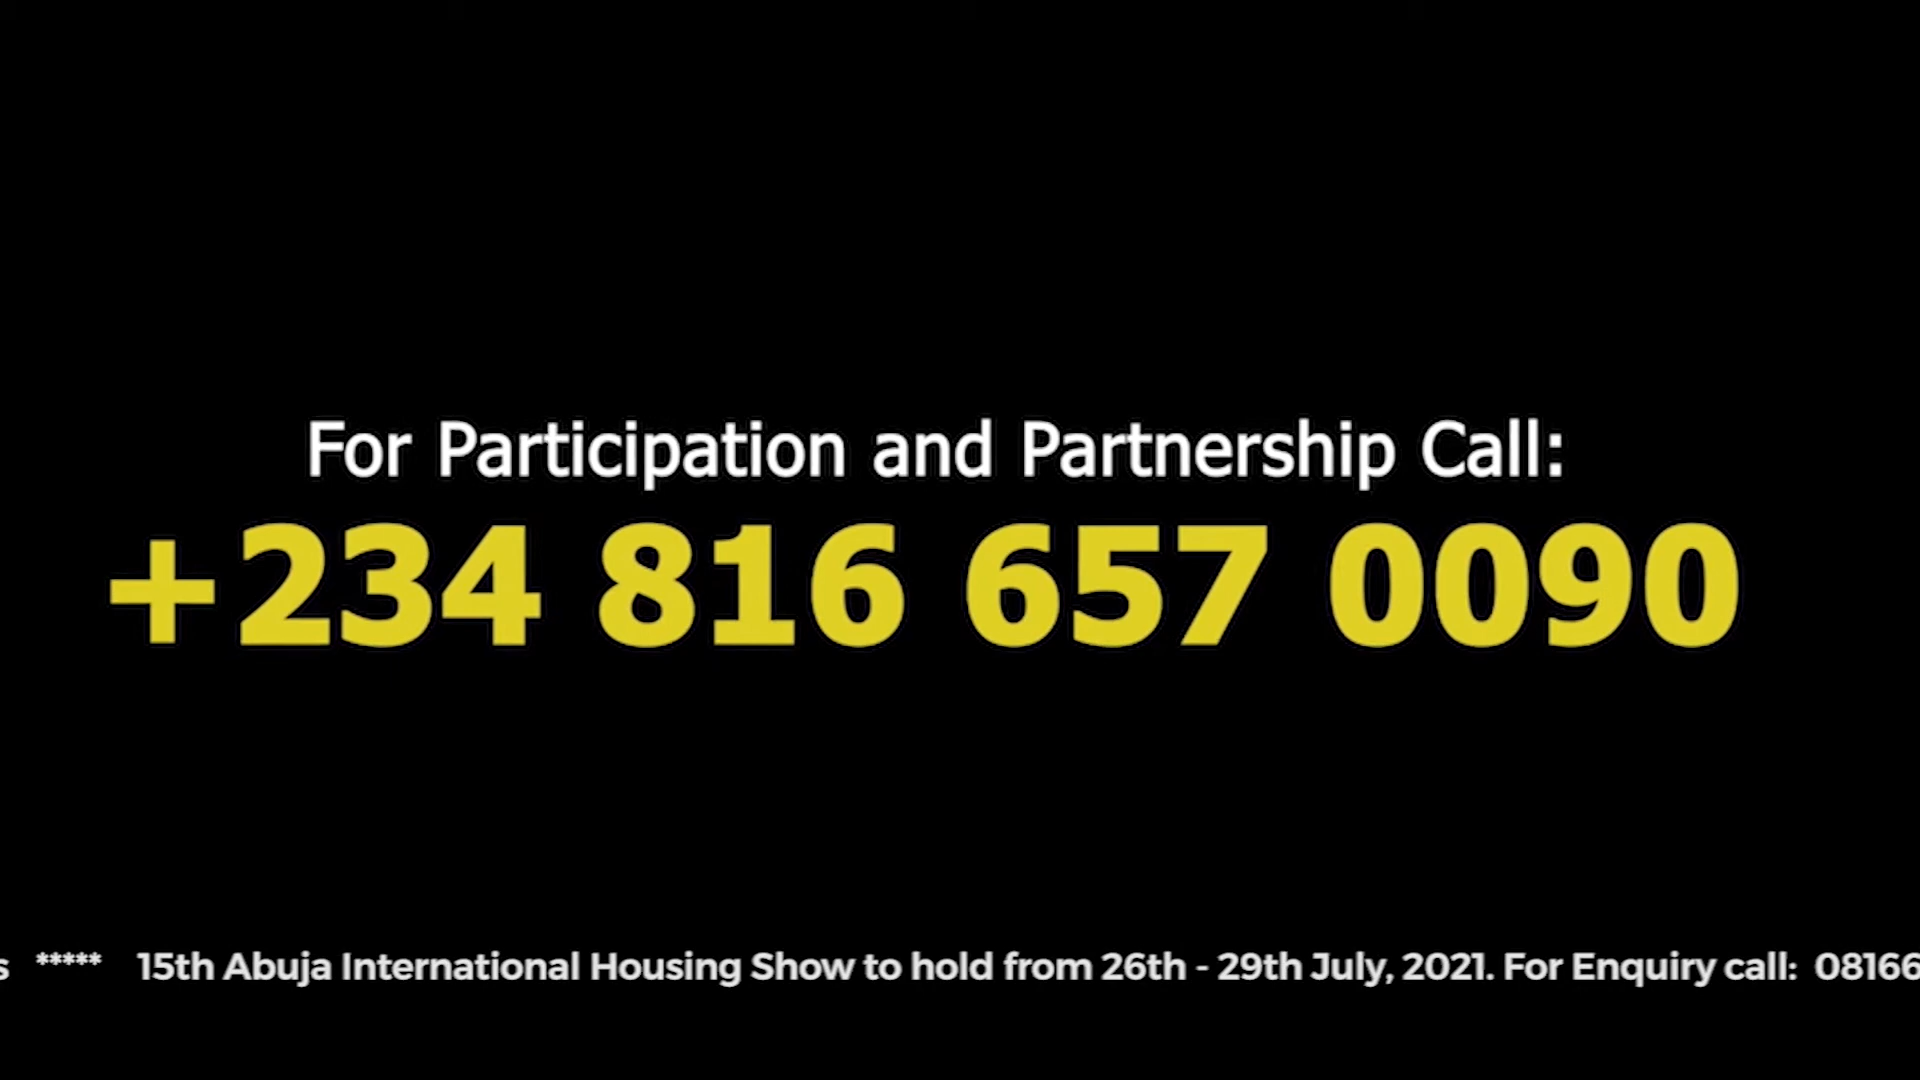 For Participation and Partnership Call:
+234 816 657 0090
s ***** 15th Abuja International Housing Show to hold from 26th - 29th July, 2021. For Enquiry call: 08166